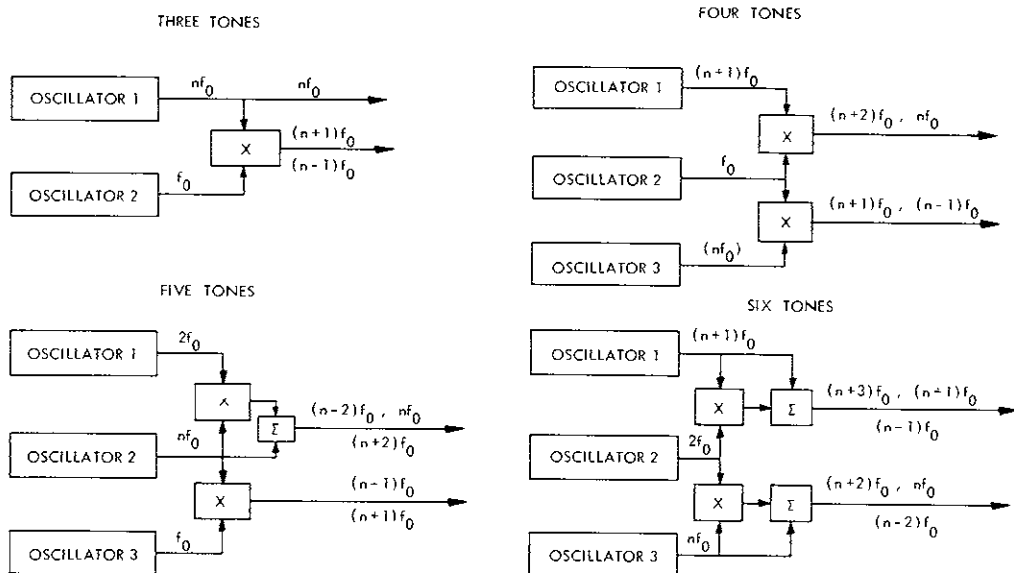 THREE TONES
OSCILLATOR 1
nf0
nf0
X
(n+1)f0
(n-1)f0
OSCILLATOR 2
f0
FOUR TONES
OSCILLATOR 1
(n+1)f0
X
(n+2)f0 , nf0
OSCILLATOR 2
f0
X
(n+1)f0 , (n-1)f0
OSCILLATOR 3
(nf0)
FIVE TONES
OSCILLATOR 1
2f0
X
Σ
(n-2)f0 , nf0
(n+2)f0
OSCILLATOR 2
nf0
X
(n-1)f0
(n+1)f0
OSCILLATOR 3
f0
SIX TONES
OSCILLATOR 1
(n+1)f0
X
Σ
(n+3)f0 , (n+1)f0
(n-1)f0
OSCILLATOR 2
2f0
X
Σ
(n+2)f0 , nf0
(n-2)f0
OSCILLATOR 3
nf0